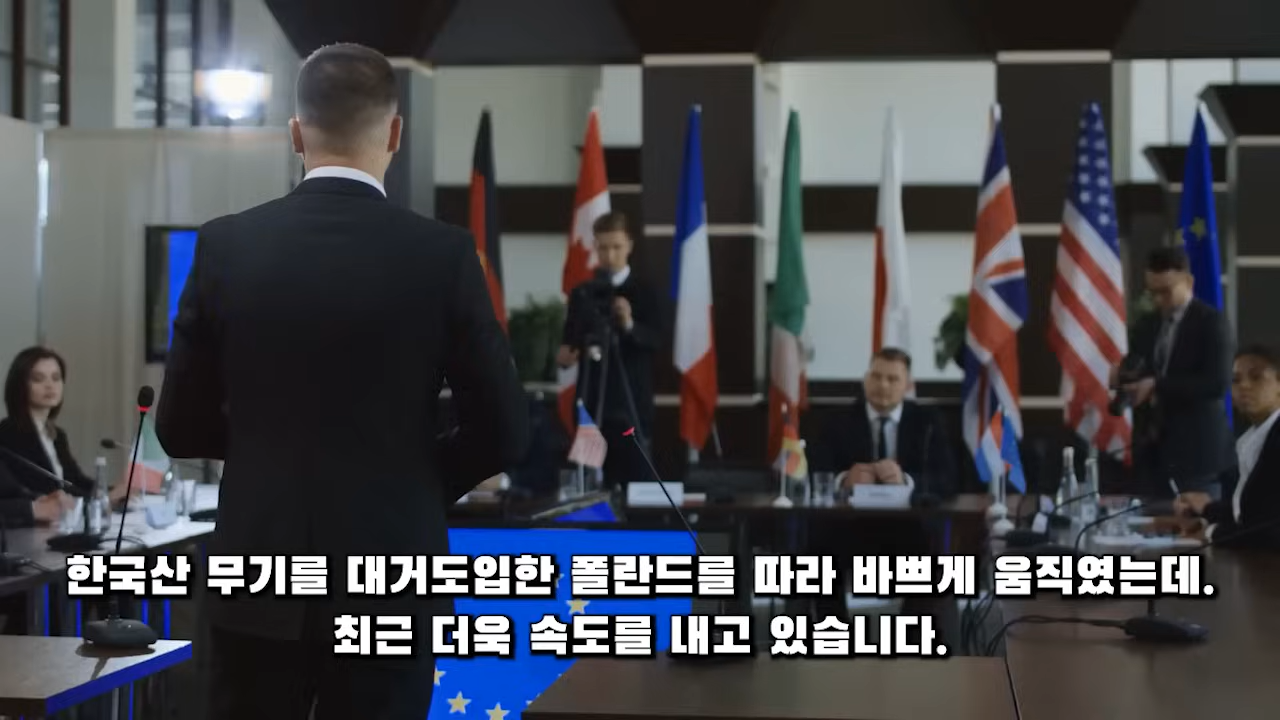 한국산 무기를 대거도입한 폴란드를 따라 바쁘게 움직였는데.
최근 더욱 속도를 내고 있습니다.